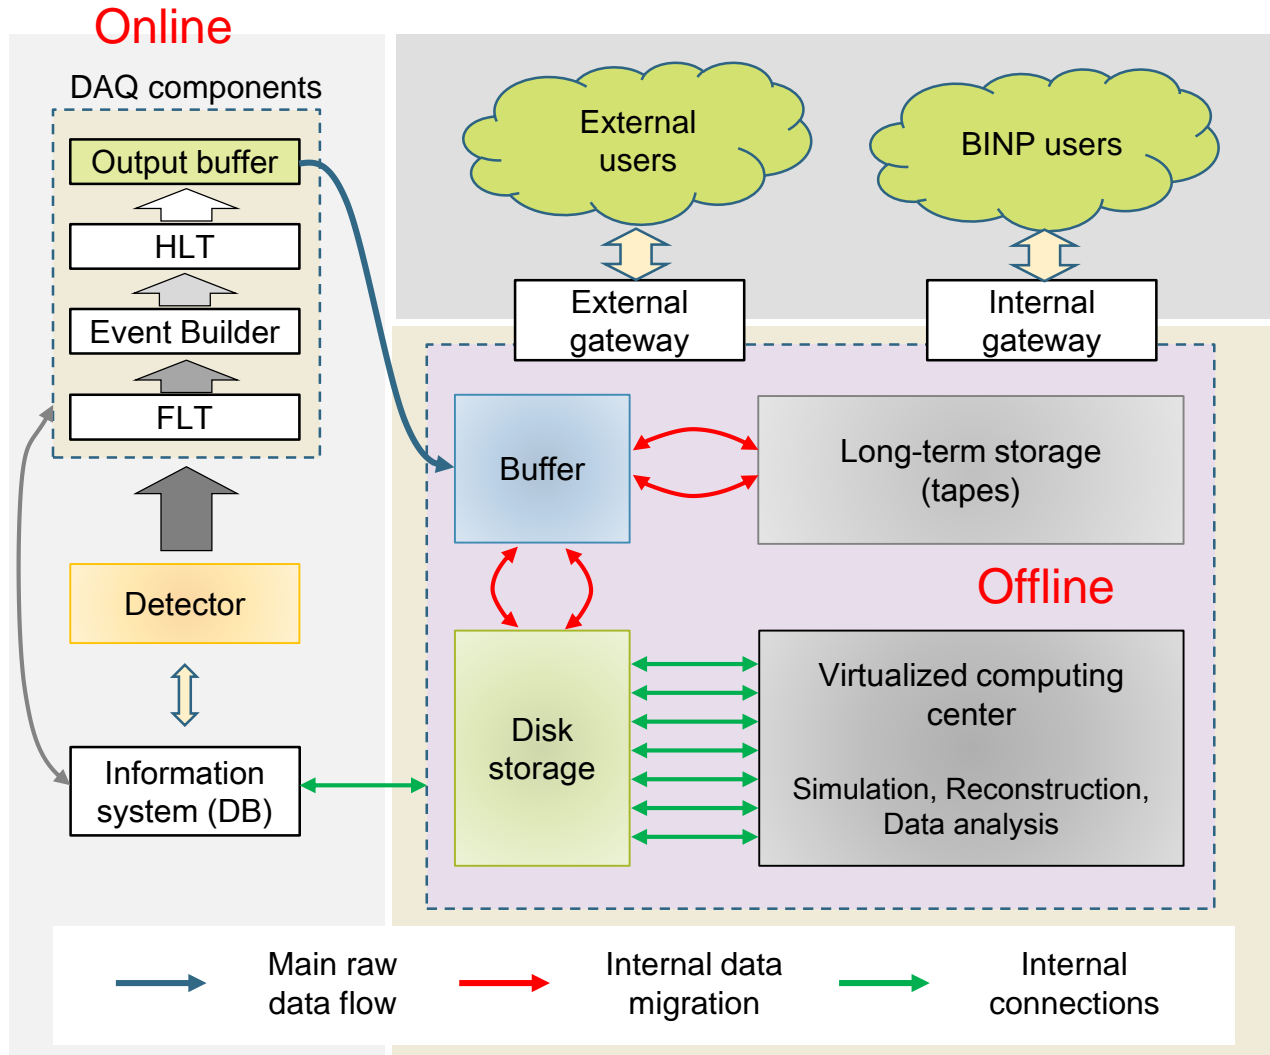 Online
DAQ components
Output buffer
HLT
Event Builder
FLT
Detector
Information
system (DB)
External
users
BINP users
External
gateway
Internal
gateway
Buffer
Long-term storage
(tapes)
Offline
Disk
storage
Virtualized computing
center
Simulation, Reconstruction,
Data analysis
Main raw
data flow
Internal data
migration
Internal
connections